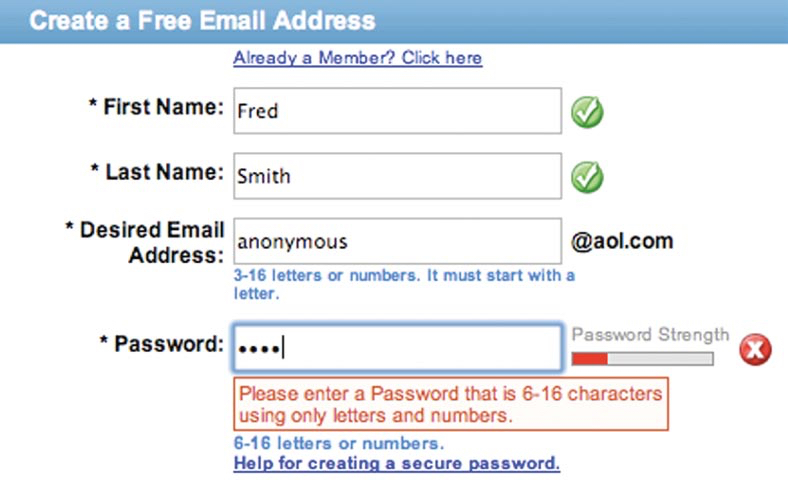 Create a Free Email Address
Already a Member? Click here
* First Name:
Fred
* Last Name:
Smith
* Desired Email
Address:
anonymous
@aol.com
3-16 letters or numbers. It must start with a
letter.
* Password:
••••
Password Strength
Please enter a Password that is 6-16 characters
using only letters and numbers.
6-16 letters or numbers.
Help for creating a secure password.